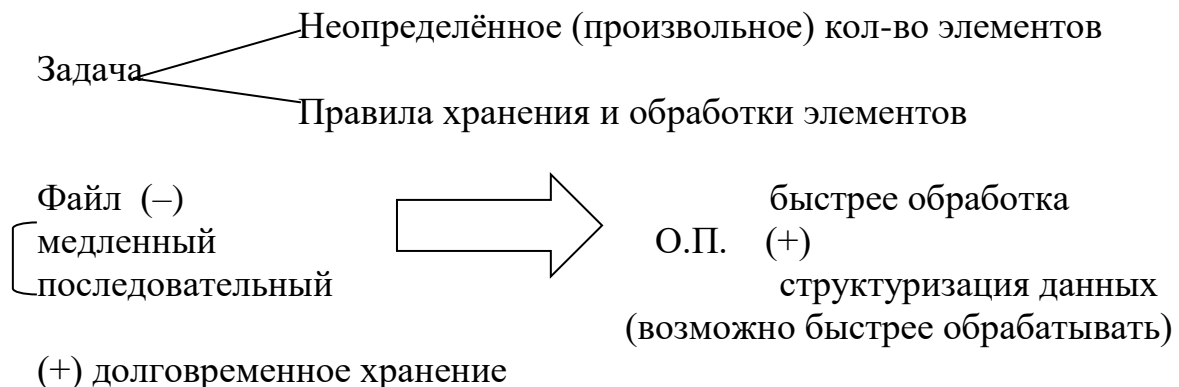 Неопределённое (произвольное) кол-во элементов
Задача
Правила хранения и обработки элементов
Файл (–)
медленный
последовательный
(+) долговременное хранение
быстрее обработка
О.П. (+)
структуризация данных
(возможно быстрее обрабатывать)